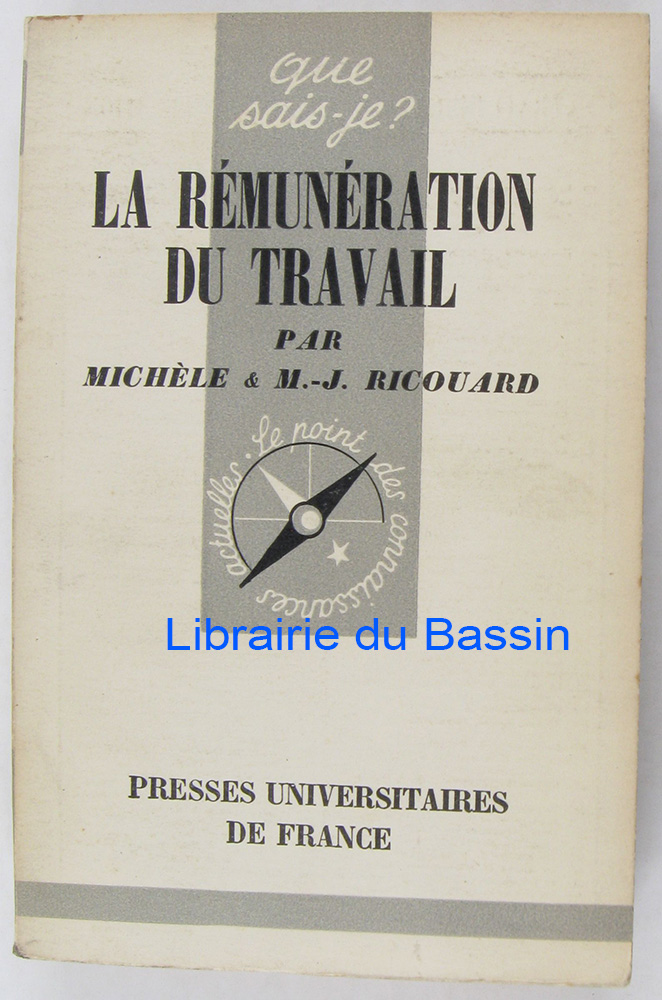 que
sais-je?
LA RÉMUNÉRATION
DU TRAVAIL
PAR
MICHÈLE & M.-J. RICOUARD
Le point des connaissances actuelles.
Librairie du Bassin
PRESSES UNIVERSITAIRES
DE FRANCE